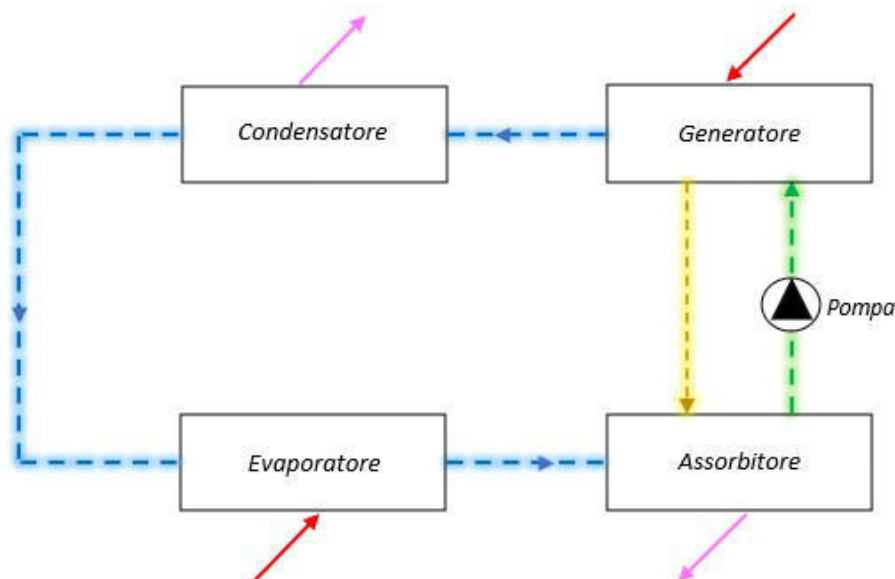 Condensatore
Generatore
Pompa
Evaporatore
Assorbitore